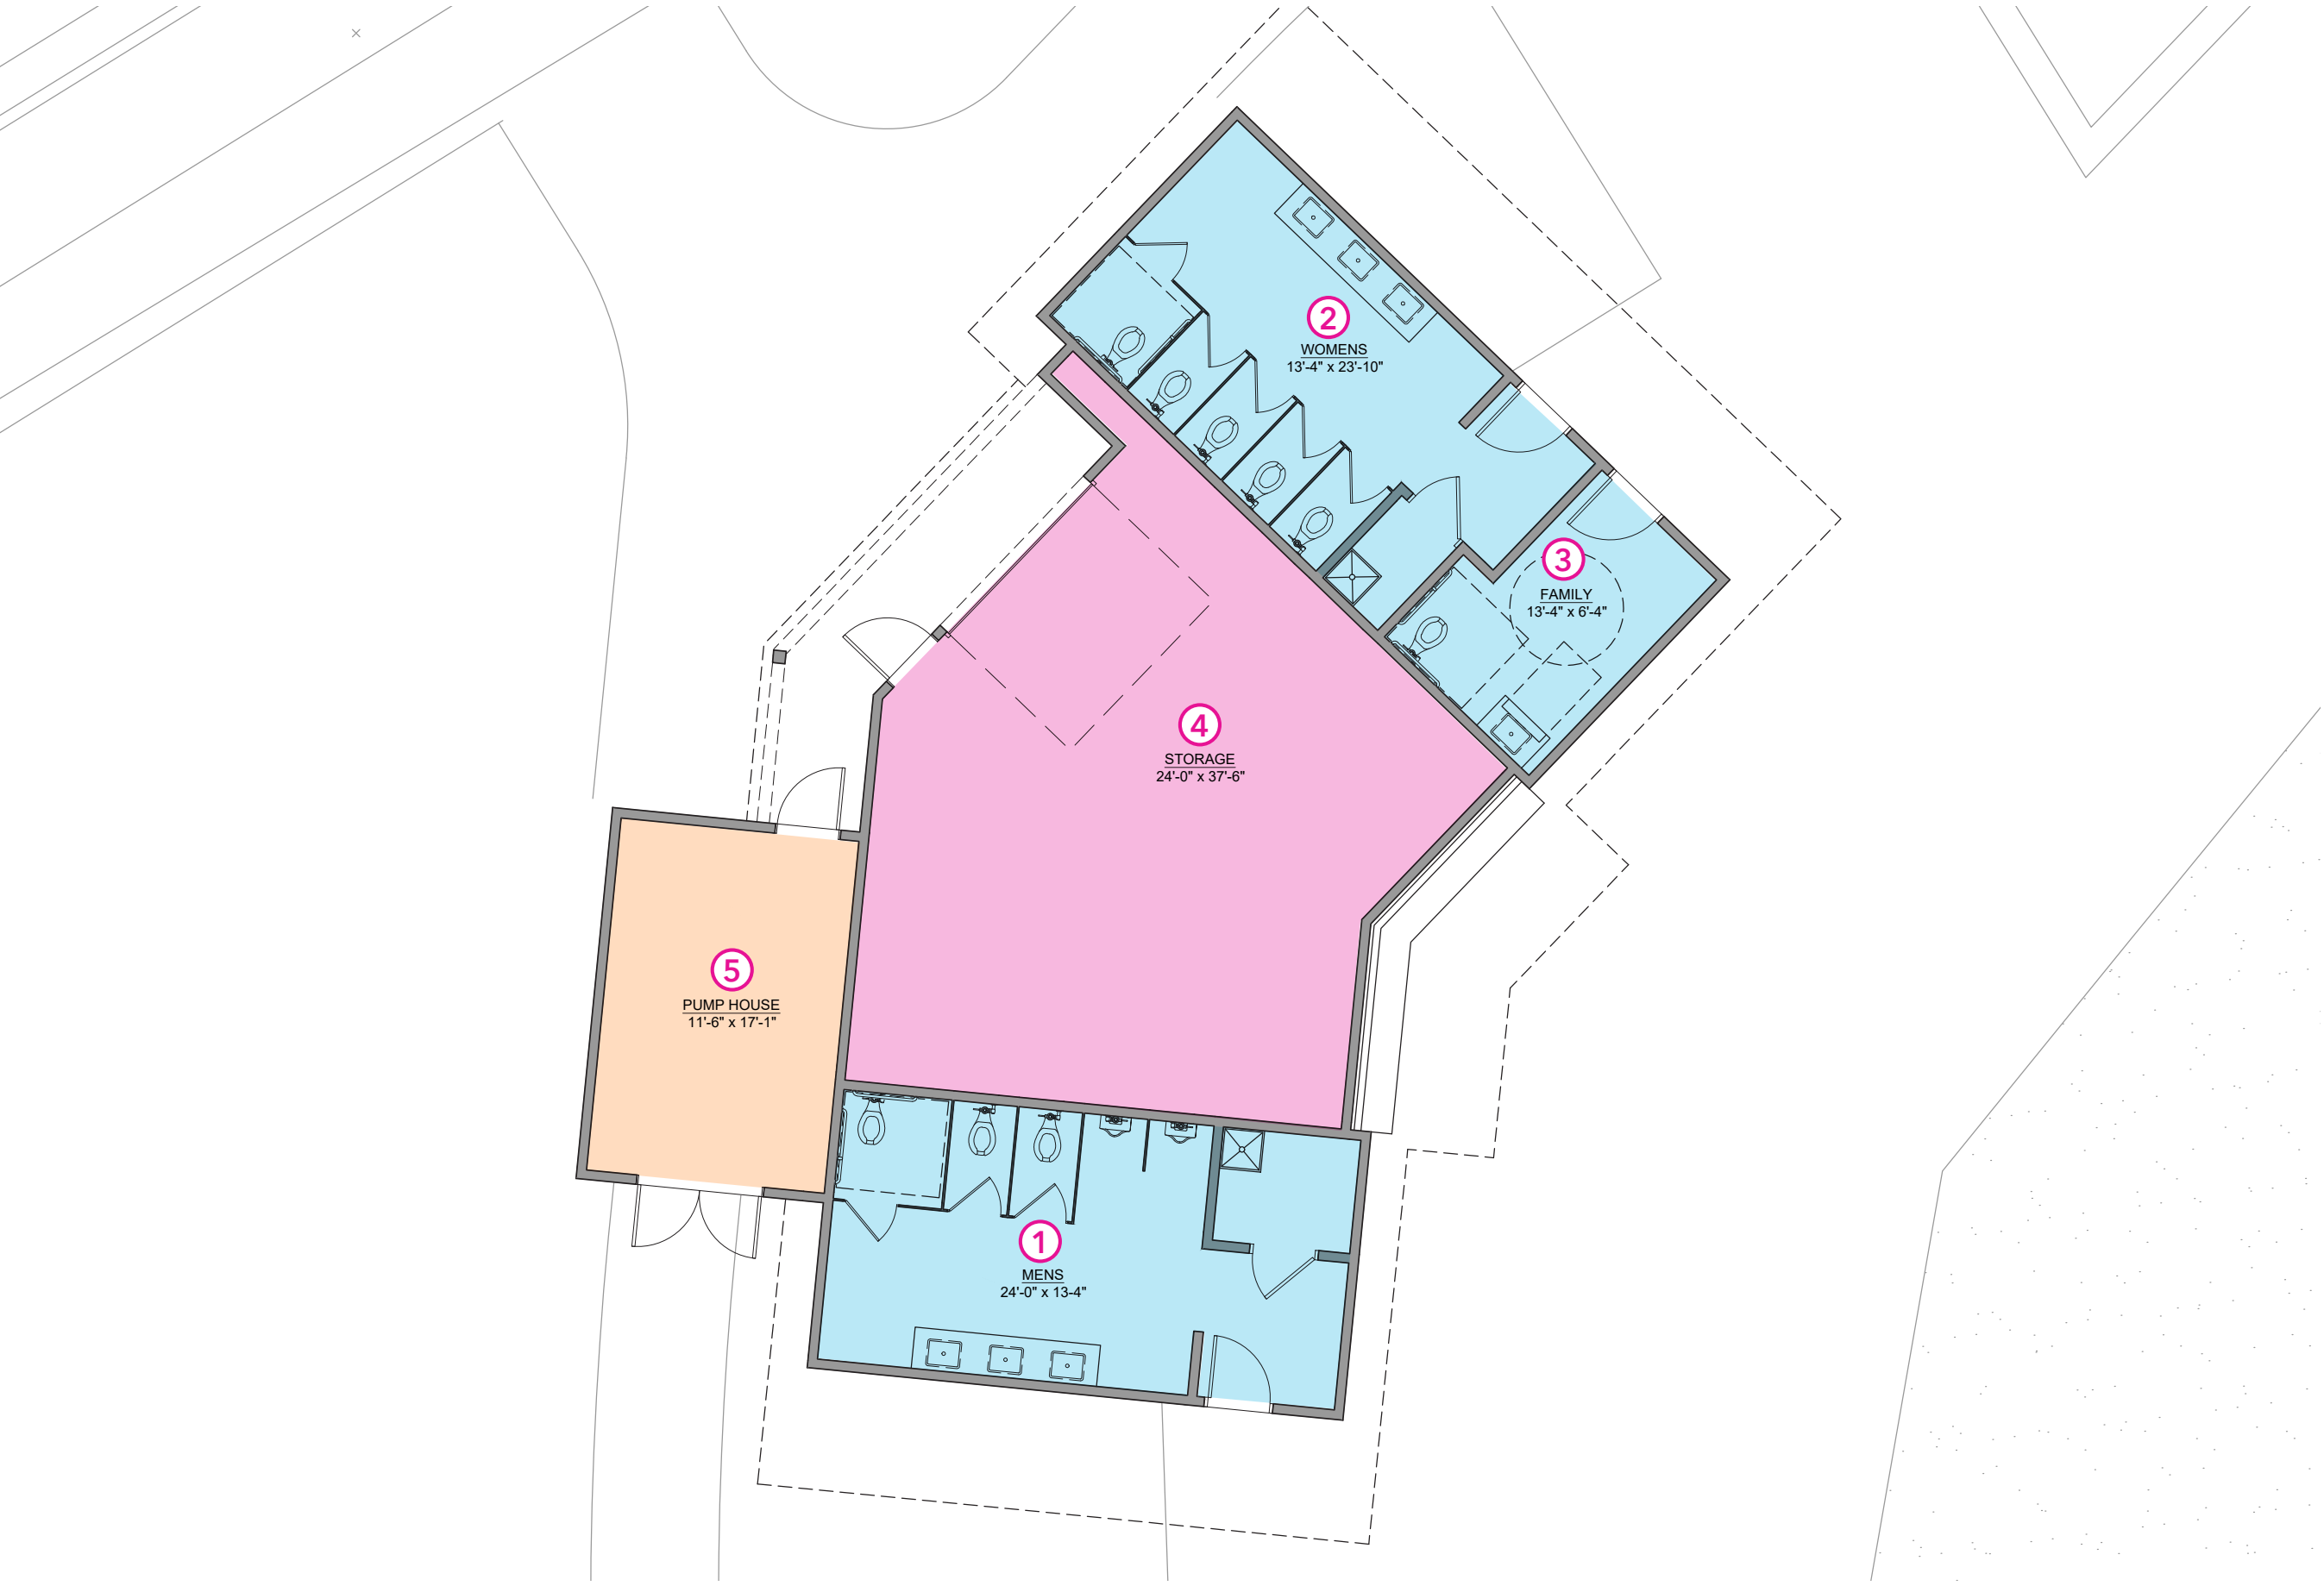 2
WOMENS
13'-4" x 23'-10"
3
FAMILY
13'-4" x 6'-4"
4
STORAGE
24'-0" x 37'-6"
5
PUMP HOUSE
11'-6" x 17'-1"
1
MENS
24'-0" x 13-4"